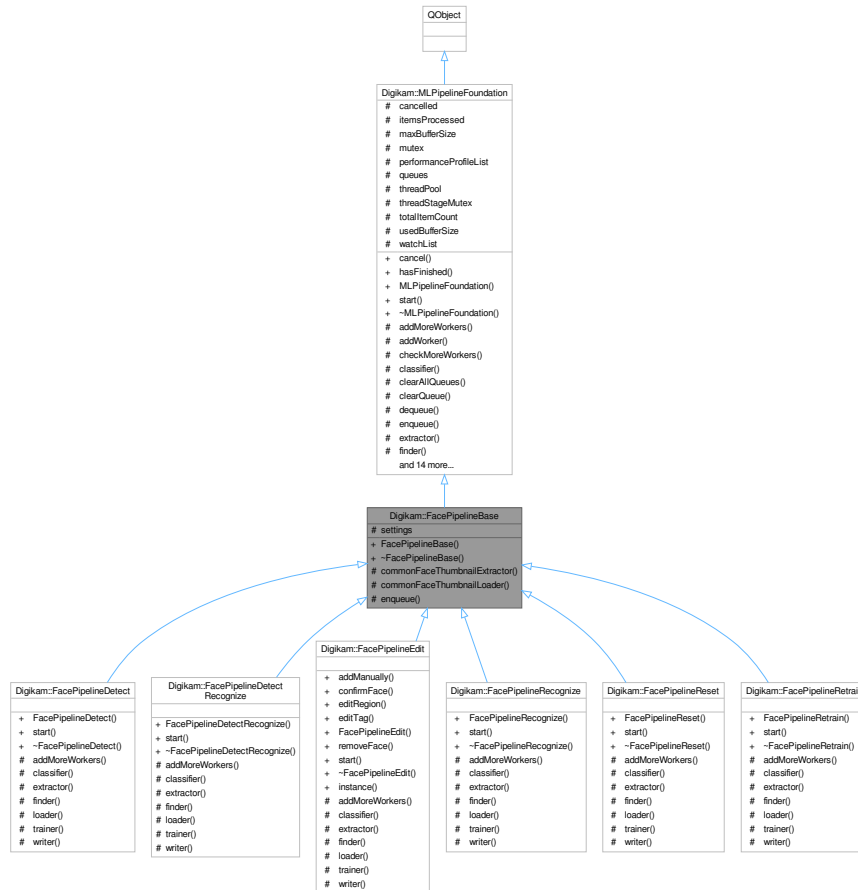 QObject
Digikam::MLPipelineFoundation
# cancelled
# itemsProcessed
# maxBufferSize
# mutex
# performanceProfileList
# queues
# threadPool
# threadStageMutex
# totalItemCount
# usedBufferSize
# watchList
+ cancel()
+ hasFinished()
+ MLPipelineFoundation()
+ start()
+ ~MLPipelineFoundation()
# addMoreWorkers()
# addWorker()
# checkMoreWorkers()
# classifier()
# clearAllQueues()
# clearQueue()
# dequeue()
# enqueue()
# extractor()
# finder()
and 14 more...
Digikam::FacePipelineBase
# settings
+ FacePipelineBase()
+ ~FacePipelineBase()
# commonFaceThumbnailExtractor()
# commonFaceThumbnailLoader()
# enqueue()
Digikam::FacePipelineDetect
+ FacePipelineDetect()
+ start()
+ ~FacePipelineDetect()
# addMoreWorkers()
# classifier()
# extractor()
# finder()
# loader()
# trainer()
# writer()
Digikam::FacePipelineDetect
Recognize
+ FacePipelineDetectRecognize()
+ start()
+ ~FacePipelineDetectRecognize()
# addMoreWorkers()
# classifier()
# extractor()
# finder()
# loader()
# trainer()
# writer()
Digikam::FacePipelineEdit
+ addManually()
+ confirmFace()
+ editRegion()
+ editTag()
+ FacePipelineEdit()
+ removeFace()
+ start()
+ ~FacePipelineEdit()
+ instance()
# addMoreWorkers()
# classifier()
# extractor()
# finder()
# loader()
# trainer()
# writer()
Digikam::FacePipelineRecognize
+ FacePipelineRecognize()
+ start()
+ ~FacePipelineRecognize()
# addMoreWorkers()
# classifier()
# extractor()
# finder()
# loader()
# trainer()
# writer()
Digikam::FacePipelineReset
+ FacePipelineReset()
+ start()
+ ~FacePipelineReset()
# addMoreWorkers()
# classifier()
# extractor()
# finder()
# loader()
# trainer()
# writer()
Digikam::FacePipelineRetrain
+ FacePipelineRetrain()
+ start()
+ ~FacePipelineRetrain()
# addMoreWorkers()
# classifier()
# extractor()
# finder()
# loader()
# trainer()
# writer()